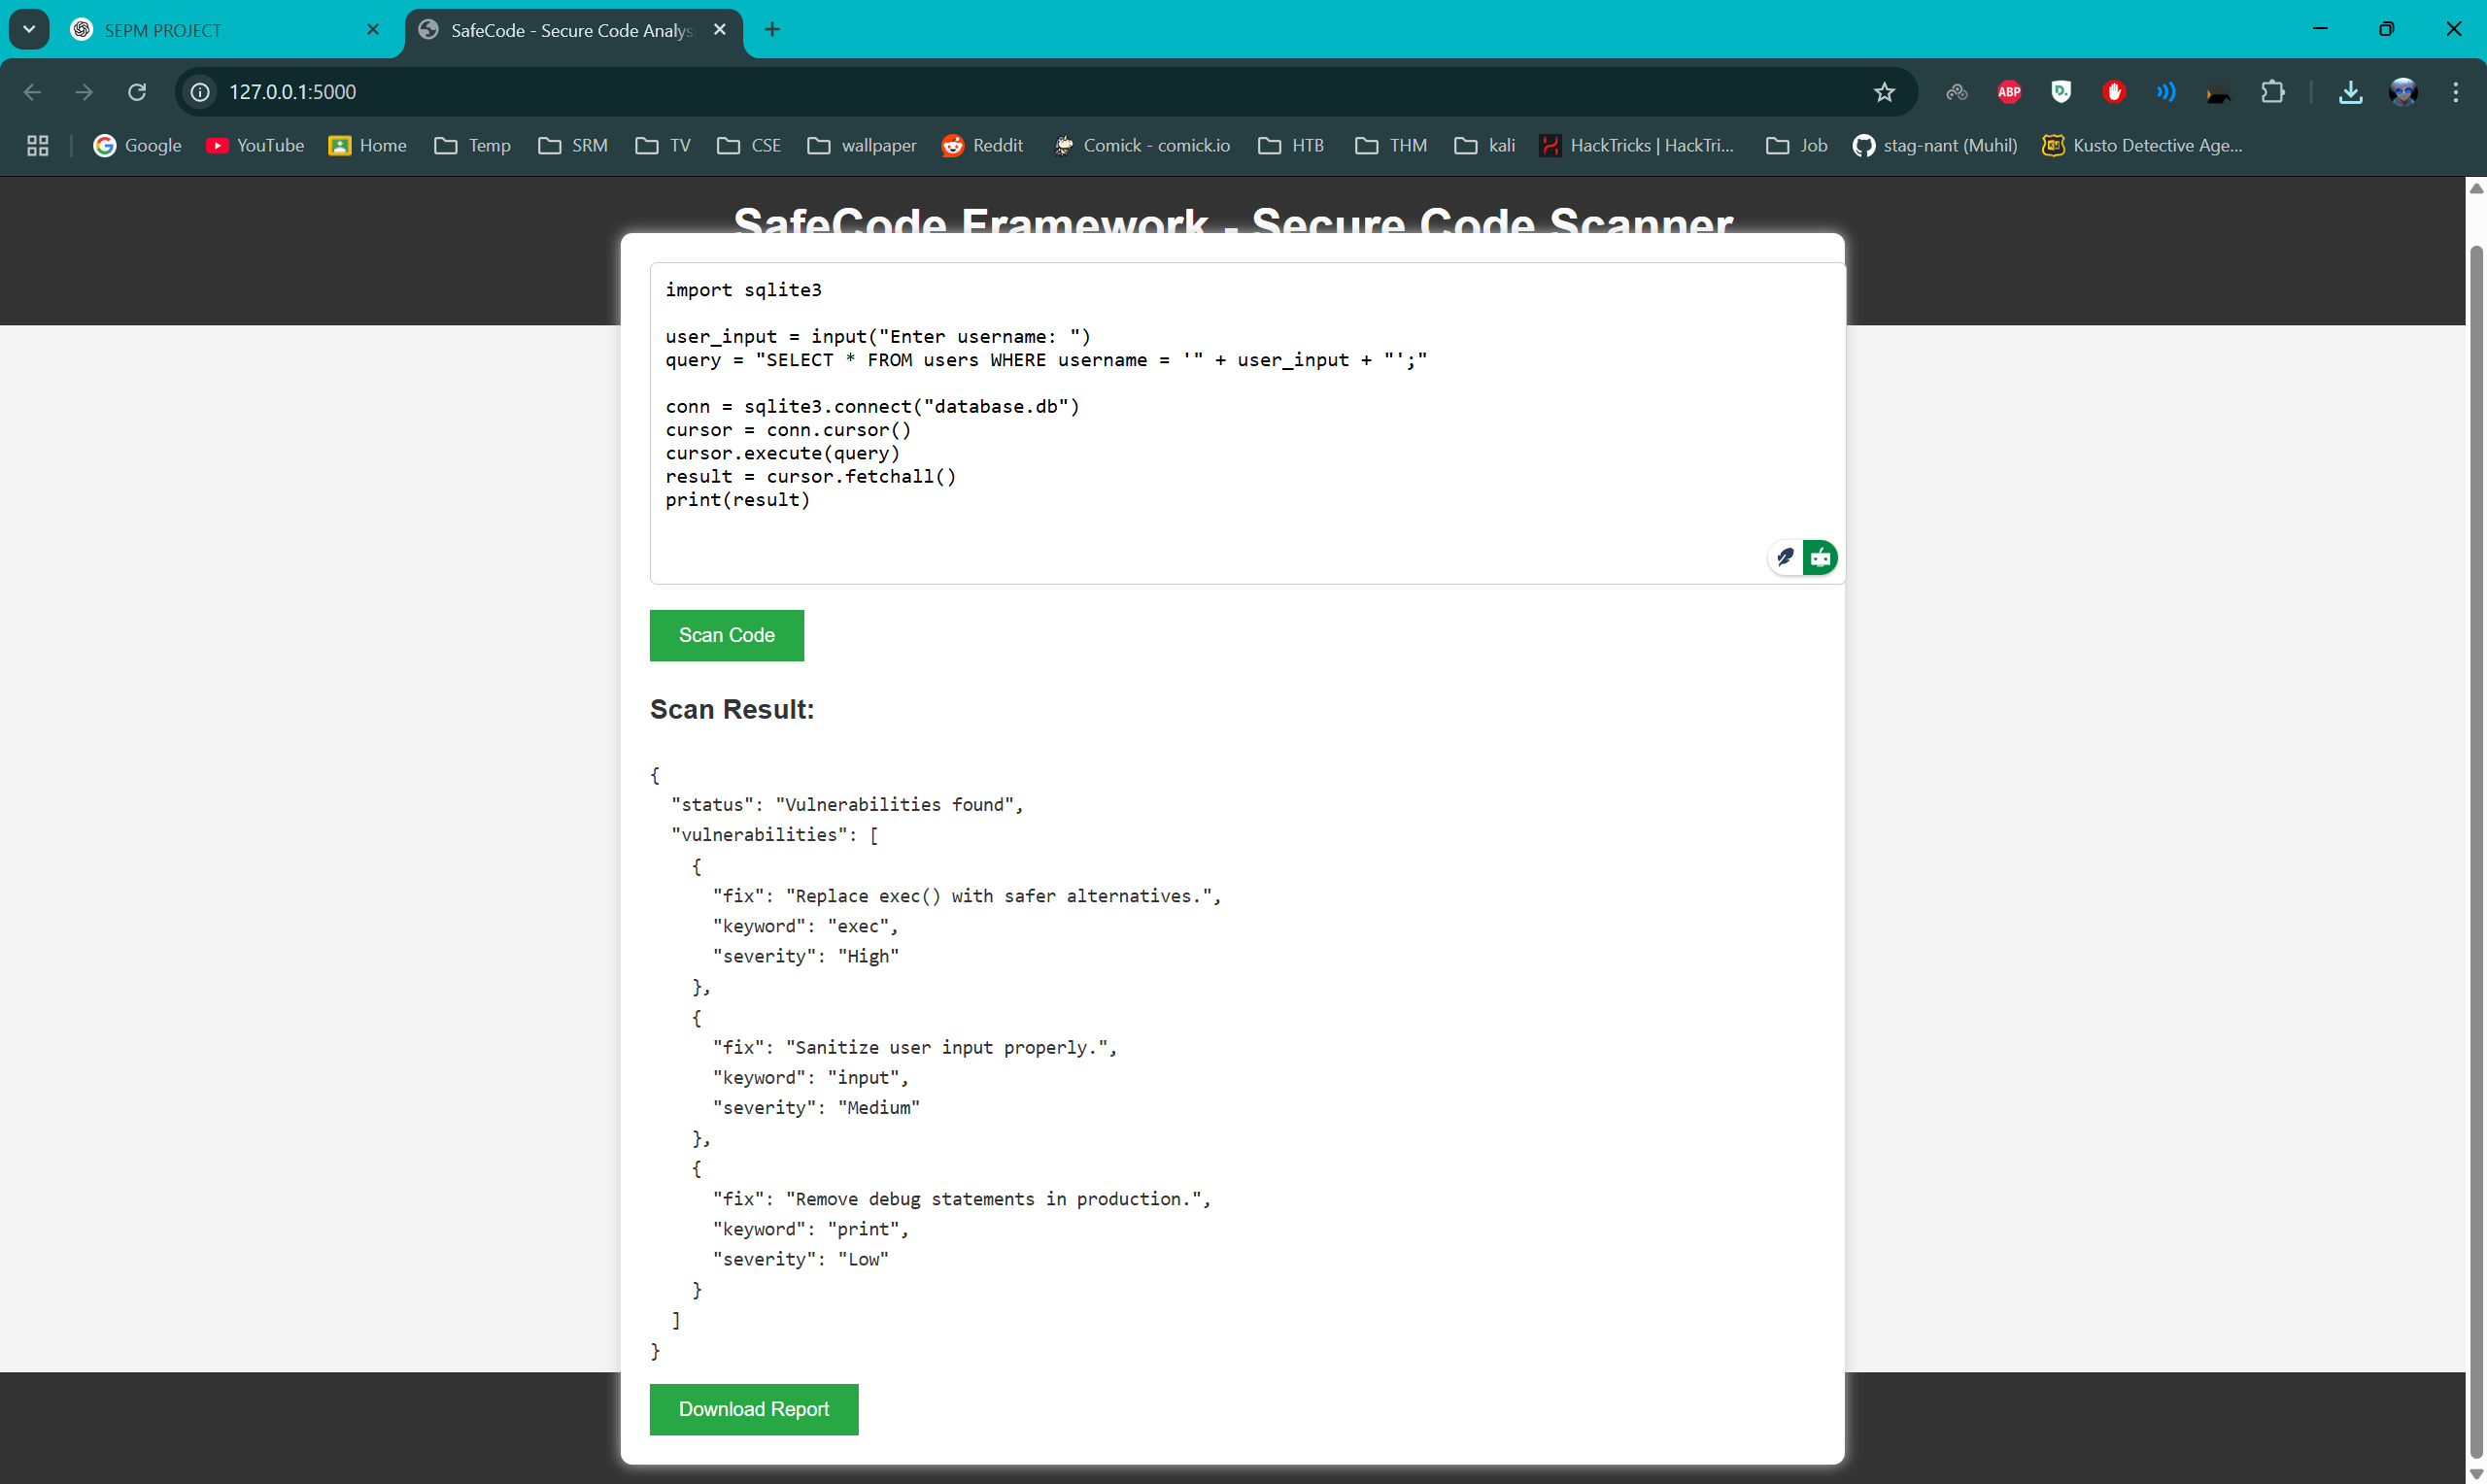 SEPM PROJECT
SafeCode - Secure Code Analys
127.0.0.1:5000
ABP
D.
Google
YouTube
Home
Temp
SRM
TV
CSE
wallpaper
Reddit
Comick - comick.io
HTB
THM
kali
HackTricks | HackTri...
Job
stag-nant (Muhil)
Kusto Detective Age...
SafeCode Framework - Secure Code Scanner
import sqlite3
user_input = input("Enter username: ")
query = "SELECT * FROM users WHERE username = '" + user_input + "';"
conn = sqlite3.connect("database.db")
cursor = conn.cursor()
cursor.execute(query)
result = cursor.fetchall()
print(result)
Scan Code
Scan Result:
{
"status": "Vulnerabilities found",
"vulnerabilities": [
{
"fix": "Replace exec() with safer alternatives.",
"keyword": "exec",
"severity": "High"
},
{
"fix": "Sanitize user input properly.",
"keyword": "input",
"severity": "Medium"
},
{
"fix": "Remove debug statements in production.",
"keyword": "print",
"severity": "Low"
}
]
}
Download Report